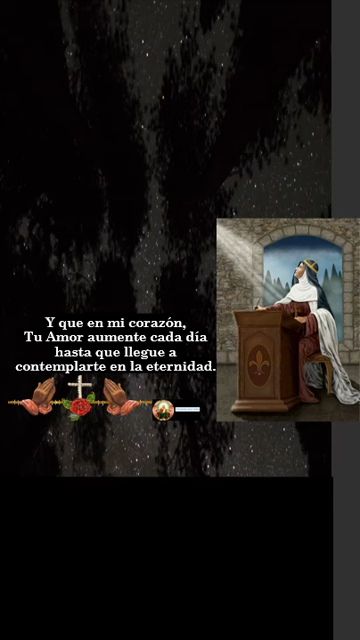 Y que en mi corazón,
Tu Amor aumente cada día
hasta que llegue a
contemplarte en la eternidad.